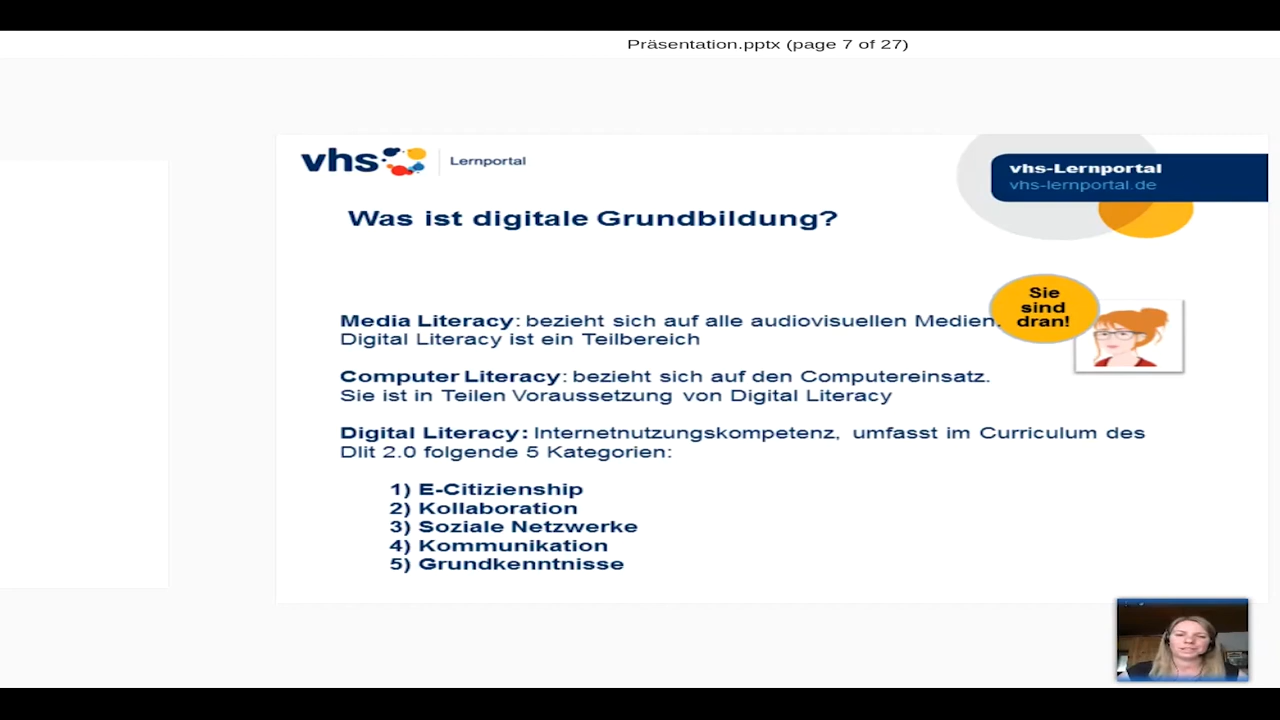 Präsentation.pptx (page 7 of 27)
vhs
Lernportal
vhs-Lernportal
vhs-lernportal.de
Was ist digitale Grundbildung?
Sie
sind
dran!
Media Literacy: bezieht sich auf alle audiovisuellen Medien.
Digital Literacy ist ein Teilbereich
Computer Literacy: bezieht sich auf den Computereinsatz.
Sie ist in Teilen Voraussetzung von Digital Literacy
Digital Literacy: Internetnutzungskompetenz, umfasst im Curriculum des
Dlit 2.0 folgende 5 Kategorien:
1) E-Citizienship
2) Kollaboration
3) Soziale Netzwerke
4) Kommunikation
5) Grundkenntnisse